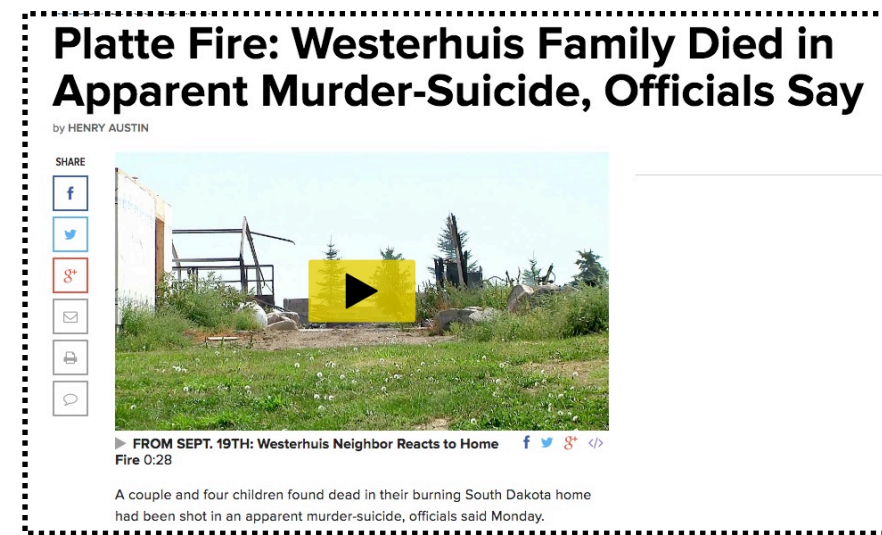 Platte Fire: Westerhuis Family Died in
Apparent Murder-Suicide, Officials Say
by HENRY AUSTIN
SHARE
f
g+
FROM SEPT. 19TH: Westerhuis Neighbor Reacts to Home
f g+ </>
Fire 0:28
A couple and four children found dead in their burning South Dakota home
had been shot in an apparent murder-suicide, officials said Monday.